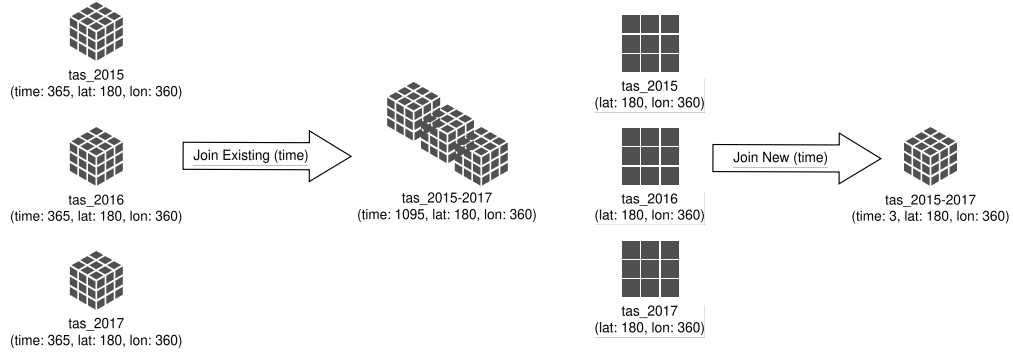 tas_2015
(time: 365, lat: 180, lon: 360)
tas_2016
(time: 365, lat: 180, lon: 360)
tas_2017
(time: 365, lat: 180, lon: 360)
Join Existing (time)
tas_2015-2017
(time: 1095, lat: 180, lon: 360)
tas_2015
(lat: 180, lon: 360)
tas_2016
(lat: 180, lon: 360)
tas_2017
(lat: 180, lon: 360)
Join New (time)
tas_2015-2017
(time: 3, lat: 180, lon: 360)